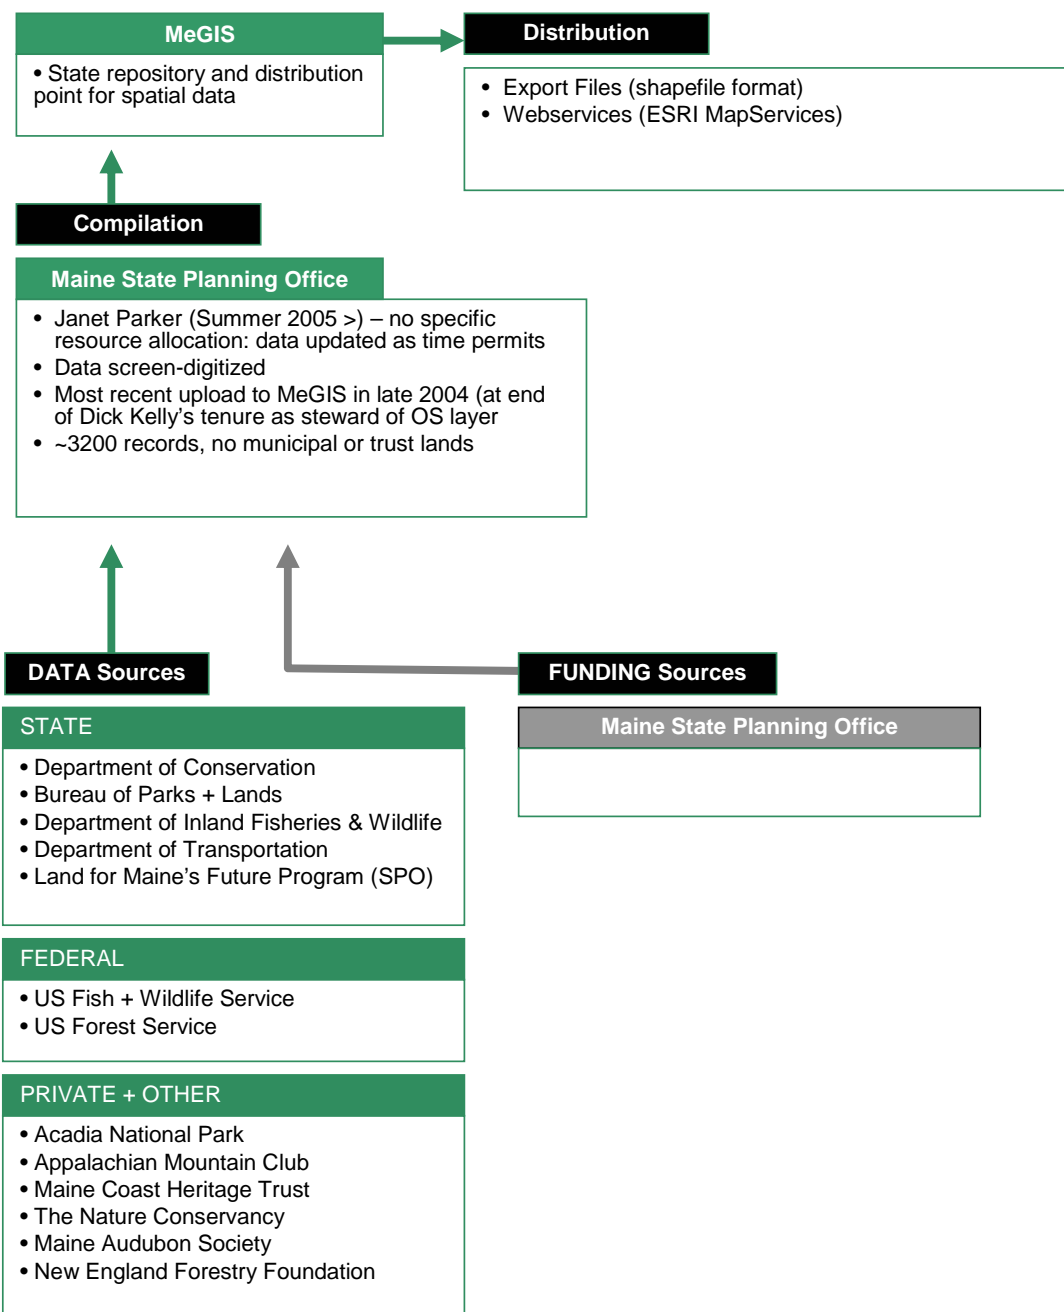 MeGIS
• State repository and distribution
point for spatial data
Distribution
• Export Files (shapefile format)
• Webservices (ESRI MapServices)
Compilation
Maine State Planning Office
• Janet Parker (Summer 2005 >) – no specific
resource allocation: data updated as time permits
• Data screen-digitized
• Most recent upload to MeGIS in late 2004 (at end
of Dick Kelly's tenure as steward of OS layer
• ~3200 records, no municipal or trust lands
DATA Sources
STATE
• Department of Conservation
• Bureau of Parks + Lands
• Department of Inland Fisheries & Wildlife
• Department of Transportation
• Land for Maine's Future Program (SPO)
FEDERAL
• US Fish + Wildlife Service
• US Forest Service
PRIVATE + OTHER
• Acadia National Park
• Appalachian Mountain Club
• Maine Coast Heritage Trust
• The Nature Conservancy
• Maine Audubon Society
• New England Forestry Foundation
FUNDING Sources
Maine State Planning Office